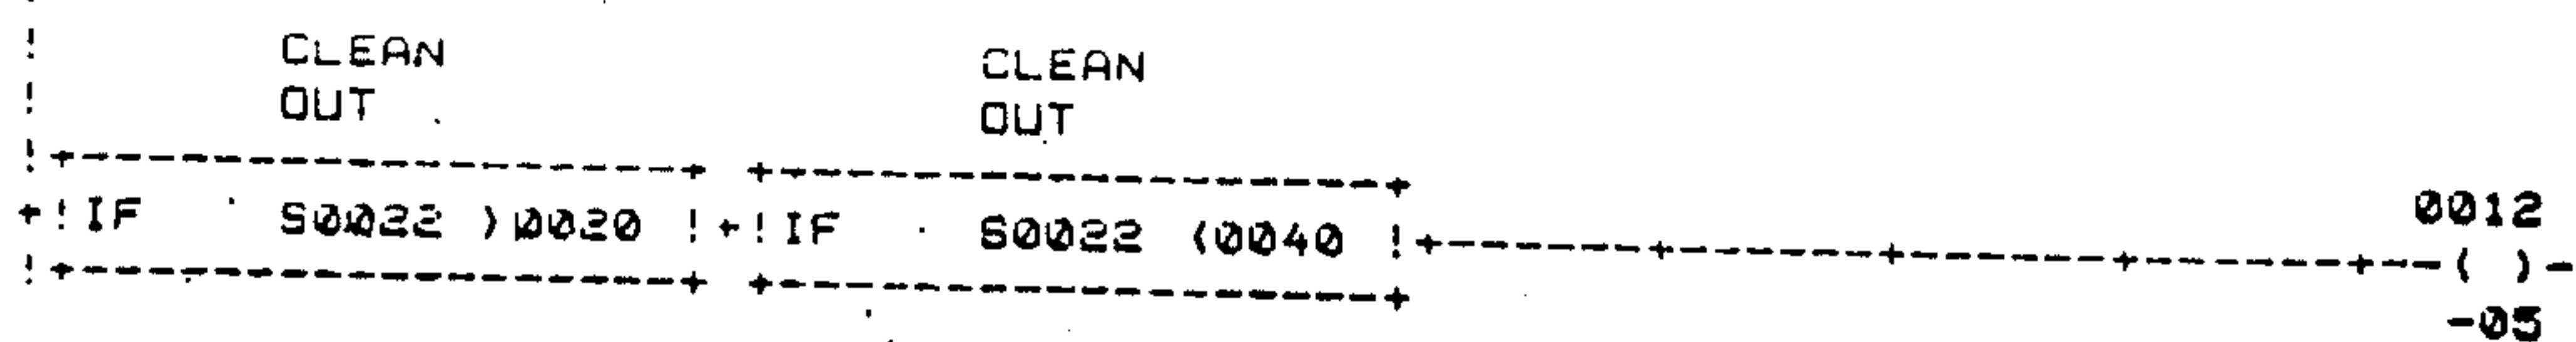 !        CLEAN                    CLEAN
!        OUT                      OUT
!+--------------------+ +--------------------+
+!IF     S0022 >0020 !+!IF     S0022 <0040 !+-------+-------+-------+-------+--( )-
!+--------------------+ +--------------------+
0012
-05